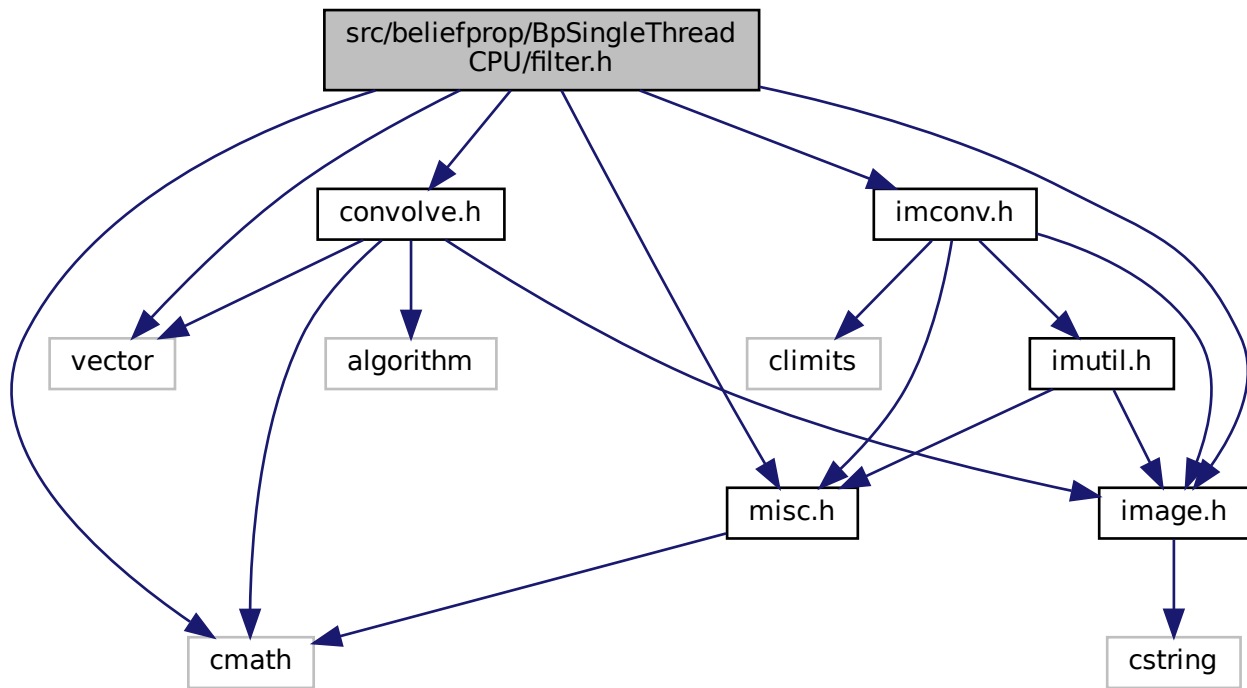 src/beliefprop/BpSingleThread
CPU/filter.h
convolve.h
imconv.h
vector
algorithm
climits
imutil.h
misc.h
image.h
cmath
cstring